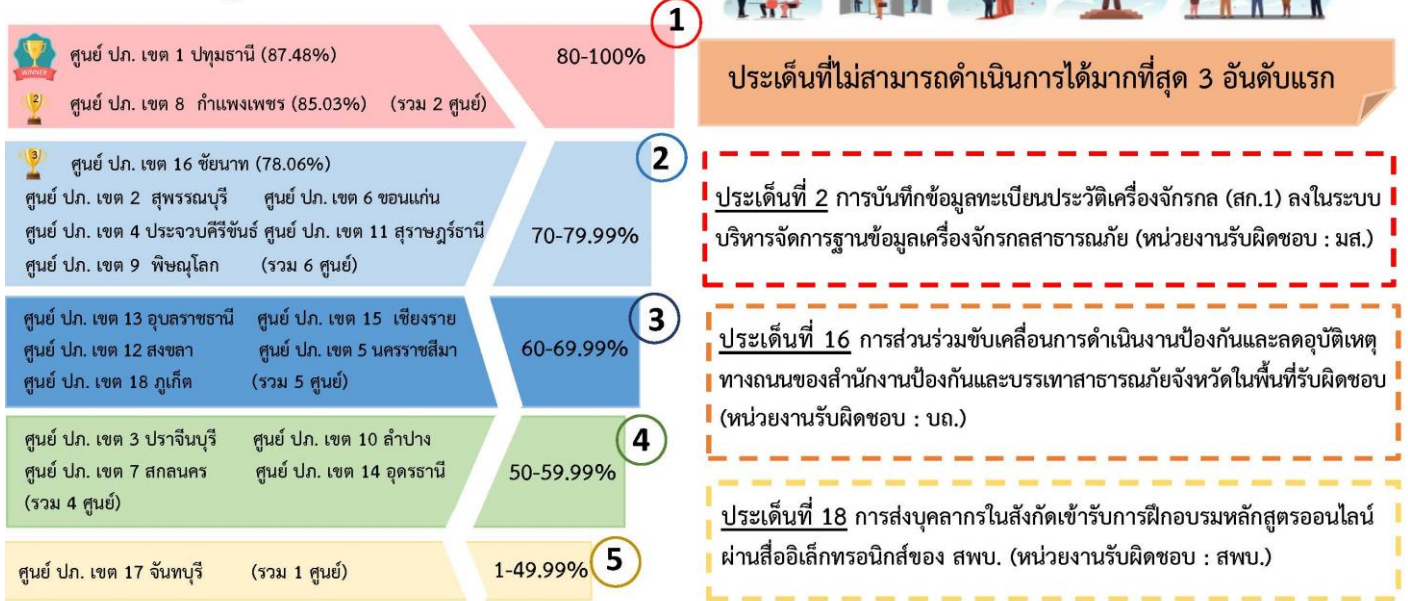 1
WINNER
ศูนย์ ปภ. เขต 1 ปทุมธานี (87.48%)
80-100%
2
ศูนย์ ปภ. เขต 8 กำแพงเพชร (85.03%) (รวม 2 ศูนย์)
2
3
ศูนย์ ปภ. เขต 16 ชัยนาท (78.06%)
ศูนย์ ปภ. เขต 2 สุพรรณบุรี ศูนย์ ปภ. เขต 6 ขอนแก่น
ศูนย์ ปภ. เขต 4 ประจวบคีรีขันธ์ ศูนย์ ปภ. เขต 11 สุราษฎร์ธานี
70-79.99%
ศูนย์ ปภ. เขต 9 พิษณุโลก (รวม 6 ศูนย์)
3
ศูนย์ ปภ. เขต 13 อุบลราชธานี ศูนย์ ปภ. เขต 15 เชียงราย
ศูนย์ ปภ. เขต 12 สงขลา ศูนย์ ปภ. เขต 5 นครราชสีมา
60-69.99%
ศูนย์ ปภ. เขต 18 ภูเก็ต (รวม 5 ศูนย์)
4
ศูนย์ ปภ. เขต 3 ปราจีนบุรี ศูนย์ ปภ. เขต 10 ลำปาง
ศูนย์ ปภ. เขต 7 สกลนคร ศูนย์ ปภ. เขต 14 อุดรธานี
50-59.99%
(รวม 4 ศูนย์)
5
ศูนย์ ปภ. เขต 17 จันทบุรี (รวม 1 ศูนย์)
1-49.99%
ประเด็นที่ไม่สามารถดำเนินการได้มากที่สุด 3 อันดับแรก
ประเด็นที่ 2 การบันทึกข้อมูลทะเบียนประวัติเครื่องจักรกล (สก.1) ลงในระบบ
บริหารจัดการฐานข้อมูลเครื่องจักรกลสาธารณภัย (หน่วยงานรับผิดชอบ : มส.)
ประเด็นที่ 16 การส่วนร่วมขับเคลื่อนการดำเนินงานป้องกันและลดอุบัติเหตุ
ทางถนนของสำนักงานป้องกันและบรรเทาสาธารณภัยจังหวัดในพื้นที่รับผิดชอบ
(หน่วยงานรับผิดชอบ : บถ.)
ประเด็นที่ 18 การส่งบุคลากรในสังกัดเข้ารับการฝึกอบรมหลักสูตรออนไลน์
ผ่านสื่ออิเล็กทรอนิกส์ของ สพบ. (หน่วยงานรับผิดชอบ : สพบ.)